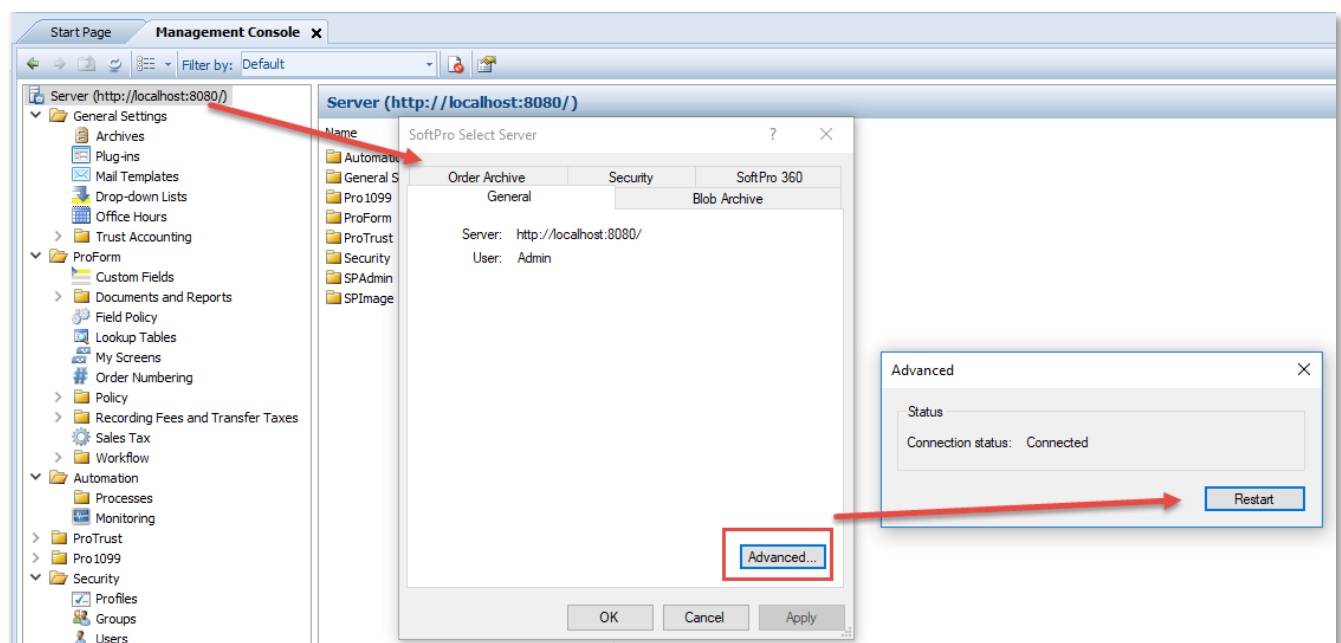 Start Page
Management Console
Filter by: Default
Server (http://localhost:8080/)
General Settings
Archives
Plug-ins
Mail Templates
Drop-down Lists
Office Hours
Trust Accounting
ProForm
Custom Fields
Documents and Reports
Field Policy
Lookup Tables
My Screens
Order Numbering
Policy
Recording Fees and Transfer Taxes
Sales Tax
Workflow
Automation
Processes
Monitoring
ProTrust
Pro1099
Security
Profiles
Groups
Users
Server (http://localhost:8080/)
Name
Automatic
General S
Pro1099
ProForm
ProTrust
Security
SPAdmin
SPImage
SoftPro Select Server ?
Order Archive Security SoftPro 360
General Blob Archive
Server: http://localhost:8080/
User: Admin
Advanced...
OK Cancel Apply
Advanced
Status
Connection status: Connected
Restart